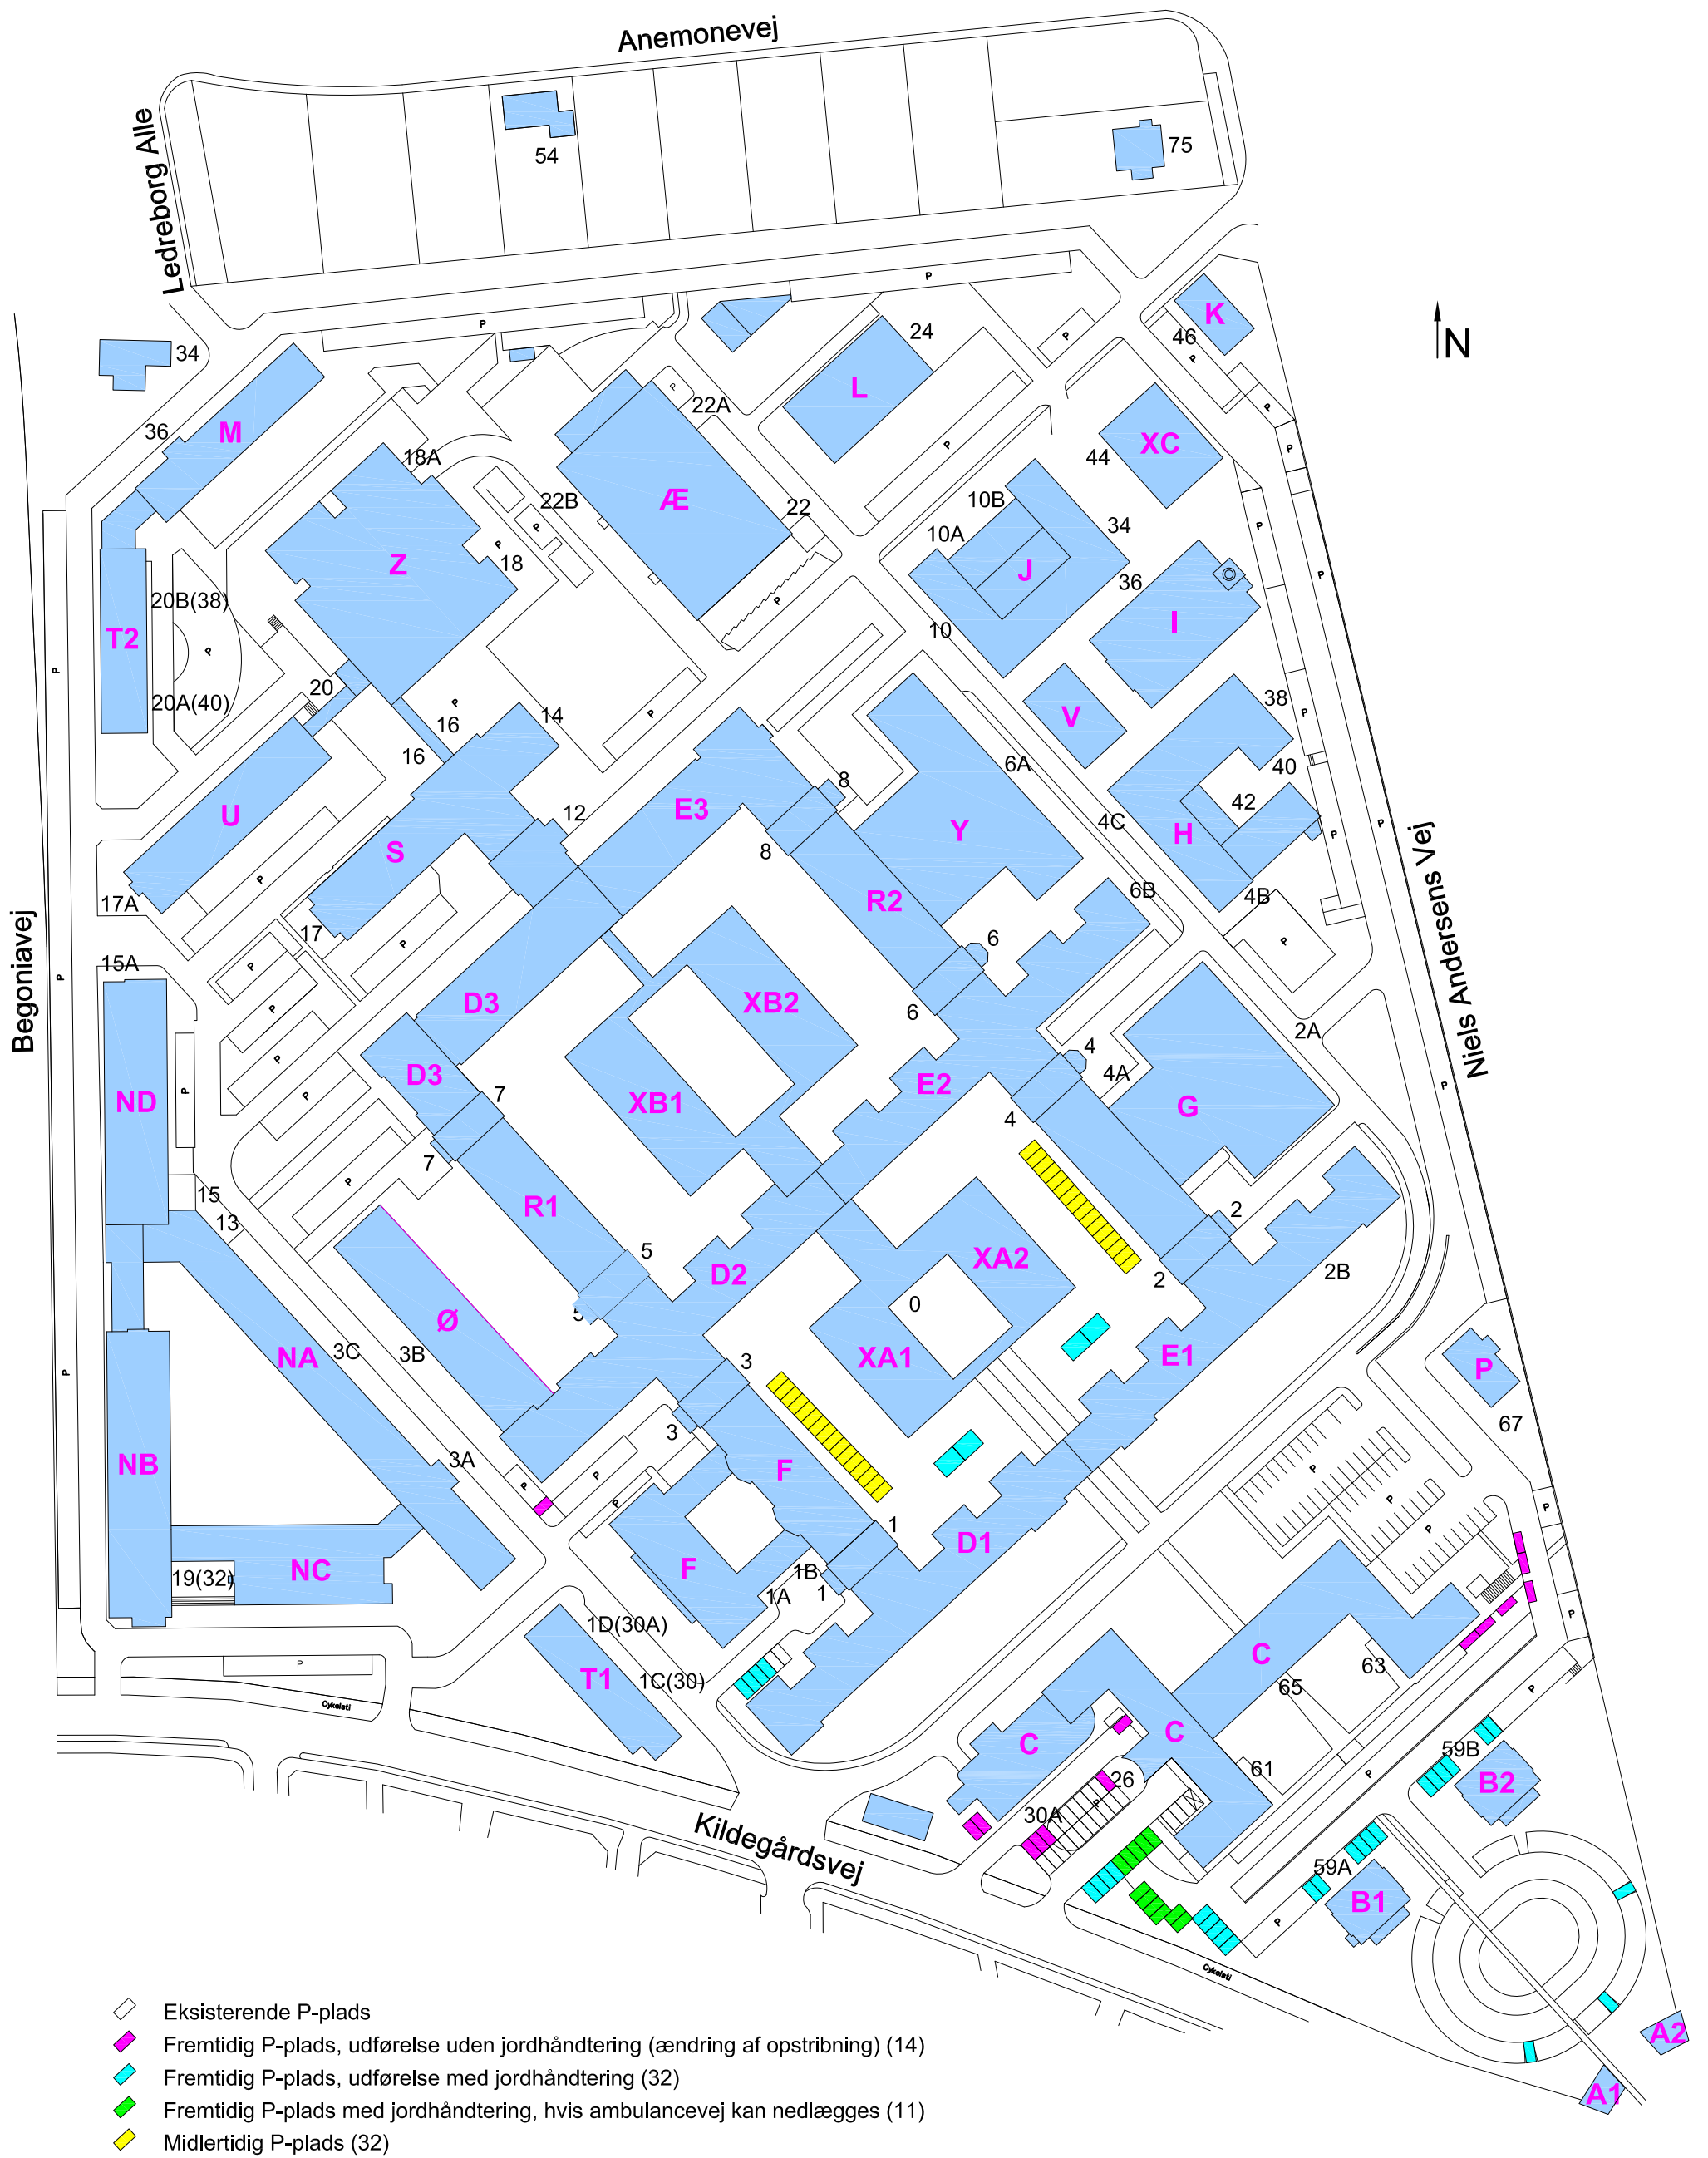 Anemonevej
Ledreborg Alle
54
75
P
P
K
46
P
N
34
P
24
L
P
P
22A
P
XC
44
P
P
36
M
18A
Z
Æ
22B
P
P
18
22
P
10B
10A
34
J
36
I
10
P
P
20B(38)
T2
P
20A(40)
20
P
16
16
14
P
V
38
P
6A
40
42
H
P
P
8
E3
Y
4C
U
S
12
8
R2
6B
4B
P
P
17A
17
P
P
P
15A
Begoniavej
P
Niels Andersens Vej
6
6
XB2
D3
2A
D3
P
P
P
ND
P
7
7
P
XB1
E2
4
4A
4
G
P
15
13
R1
5
5
D2
XA2
0
XA1
2
2
2B
E1
Ø
NA
3C
3B
P
P
67
3
3
NB
3A
P
P
P
F
F
1
1B
1
1A
D1
P
P
P
P
P
19(32)
NC
1D(30A)
T1
1C(30)
P
Cykelsti
C
63
65
C
C
61
26
P
30A
P
P
59B
B2
59A
B1
P
Kildegårdsvej
Cykelsti
A2
A1
Eksisterende P-plads
Fremtidig P-plads, udførelse uden jordhåndtering (ændring af opstribning) (14)
Fremtidig P-plads, udførelse med jordhåndtering (32)
Fremtidig P-plads med jordhåndtering, hvis ambulancevej kan nedlægges (11)
Midlertidig P-plads (32)